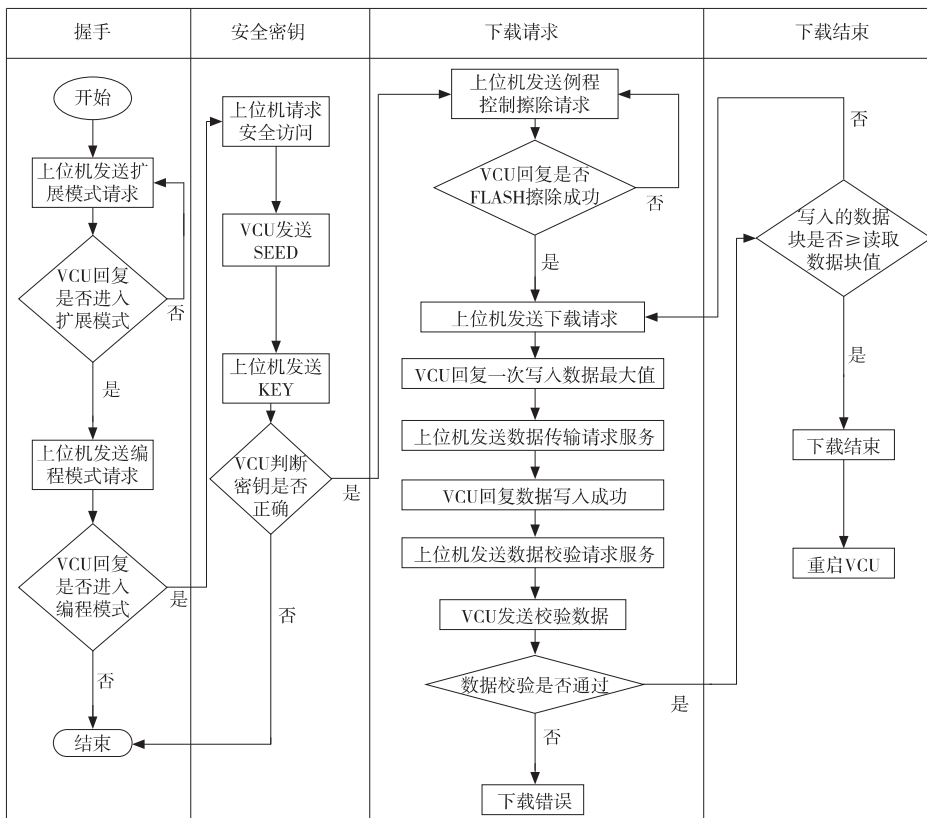 握手
安全密钥
下载请求
下载结束
开始
上位机发送扩
展模式请求
VCU回复
是否进入
扩展模式
否
是
上位机发送编
程模式请求
VCU回复
是否进入
编程模式
是
否
结束
上位机请求
安全访问
VCU发送
SEED
上位机发送
KEY
VCU判断
密钥是否
正确
是
否
上位机发送例程
控制擦除请求
VCU回复是否
FLASH擦除成功
否
是
上位机发送下载请求
VCU回复一次写入数据最大值
上位机发送数据传输请求服务
VCU回复数据写入成功
上位机发送数据校验请求服务
VCU发送校验数据
数据校验是否通过
是
否
下载错误
否
写入的数据
块是否≥读取
数据块值
是
下载结束
重启VCU